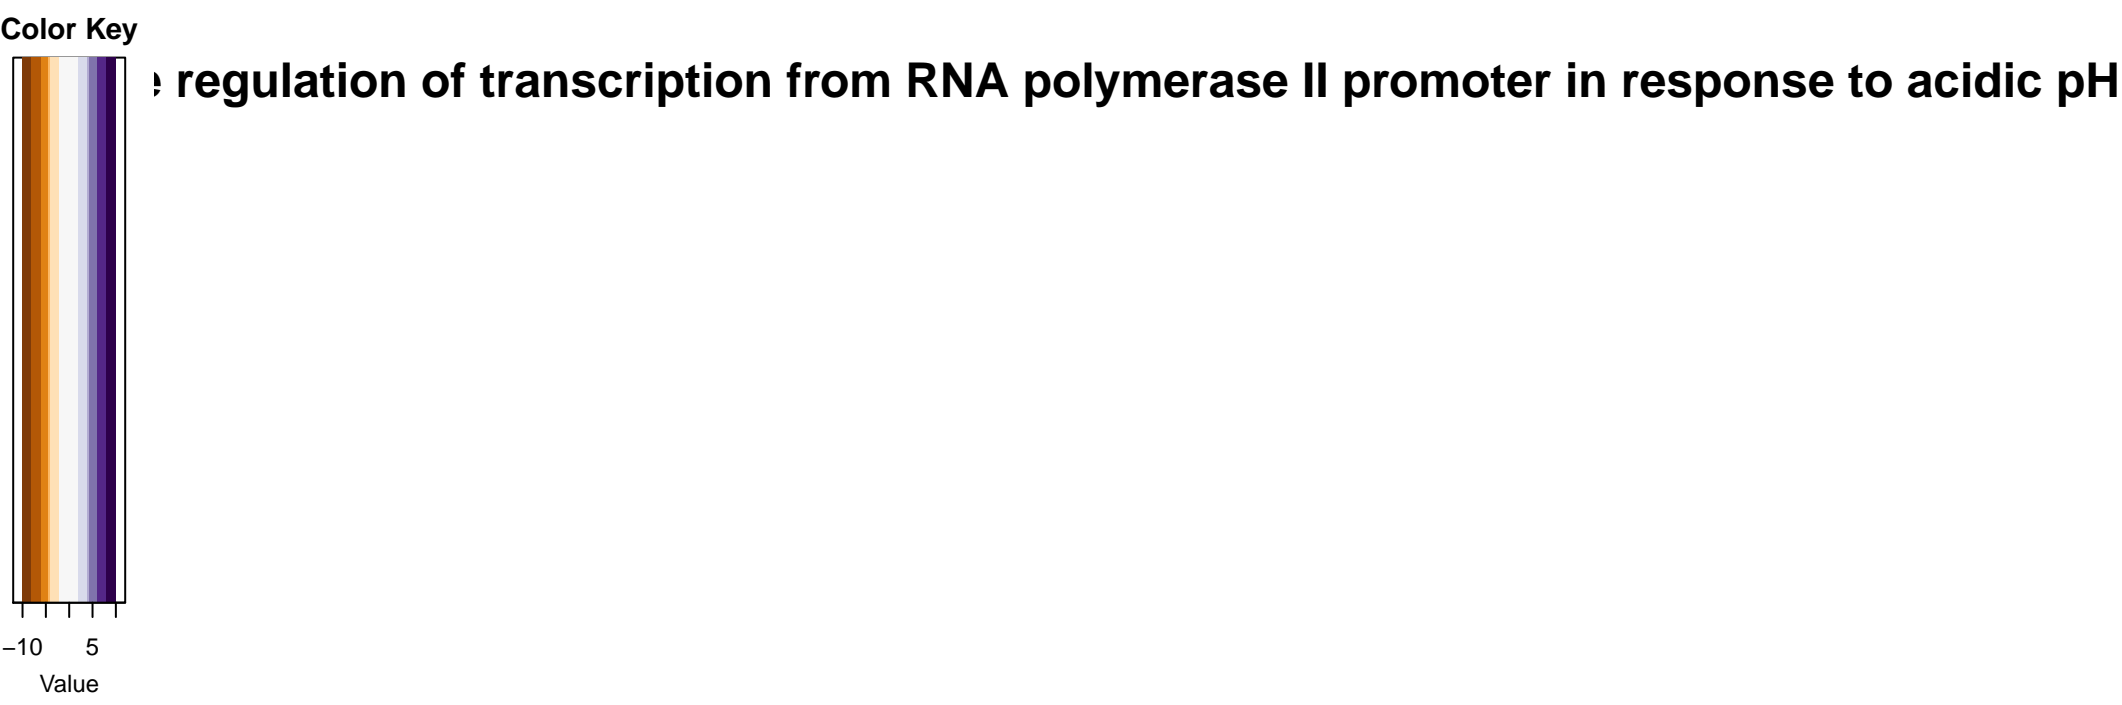 Color Key
regulation of transcription from RNA polymerase II promoter in response to acidic pH
−10 5
Value